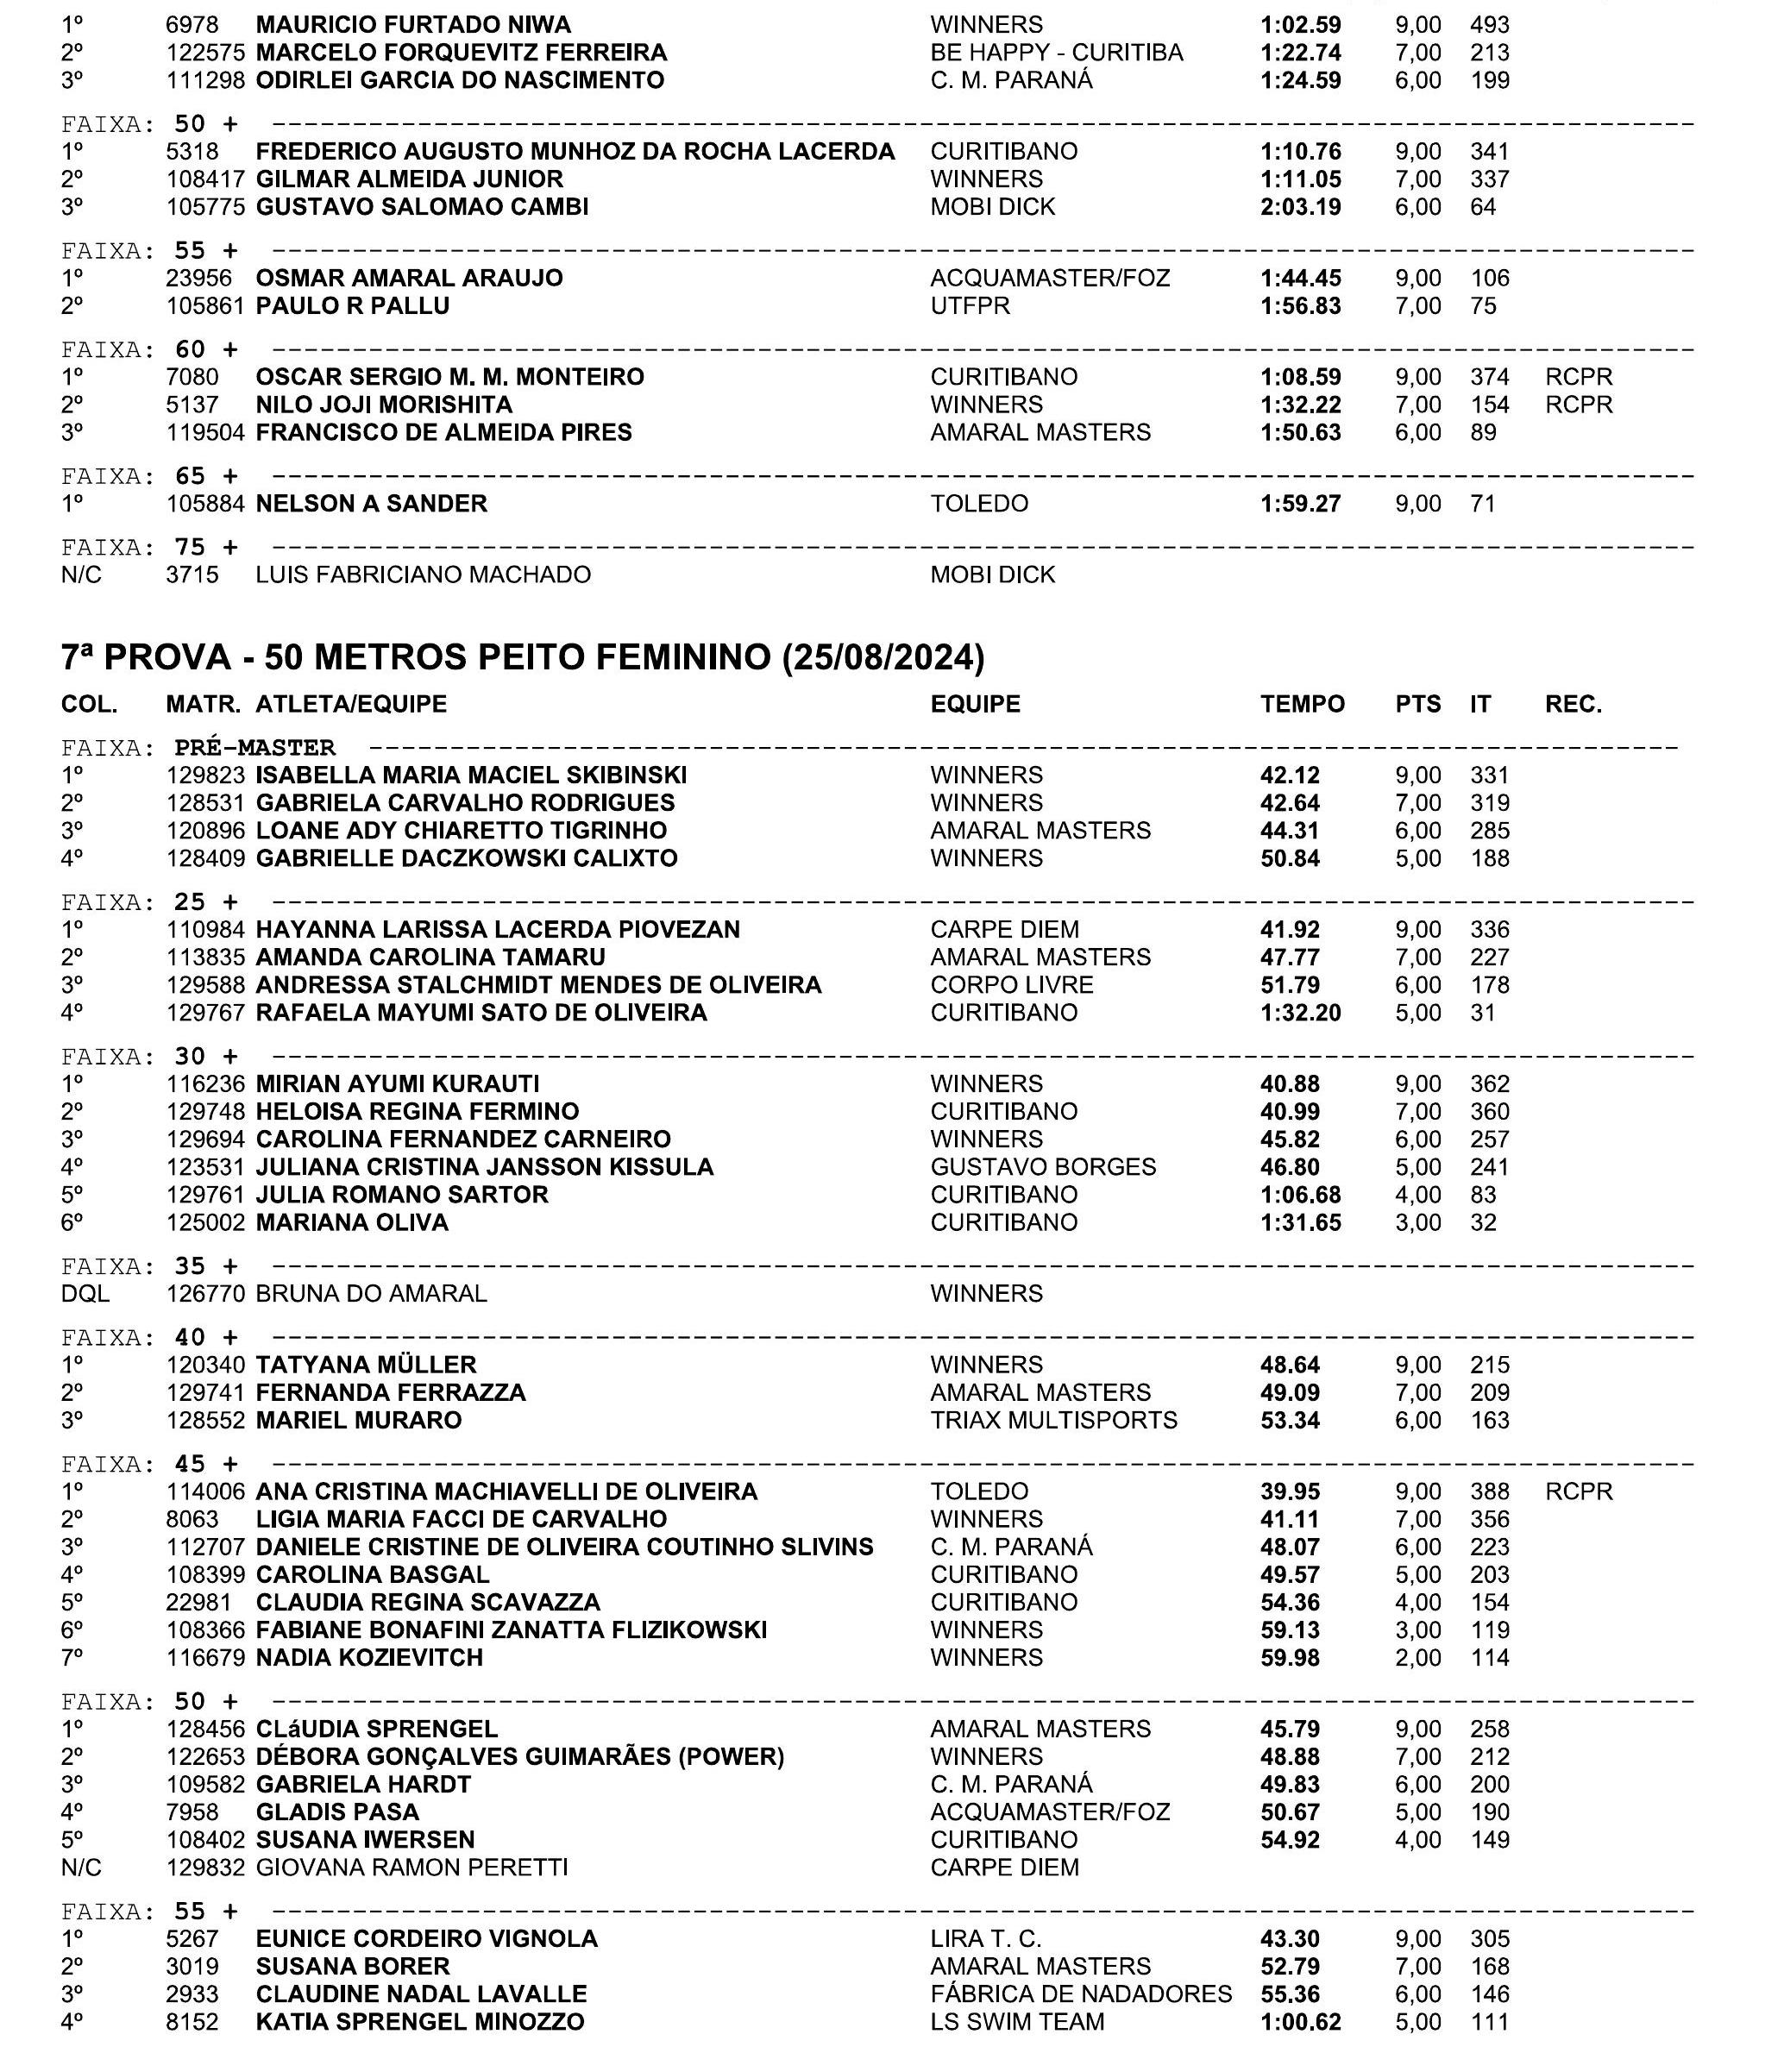 1º 6978 MAURICIO FURTADO NIWA WINNERS 1:02.59 9,00 493
2º 122575 MARCELO FORQUEVITZ FERREIRA BE HAPPY - CURITIBA 1:22.74 7,00 213
3º 111298 ODIRLEI GARCIA DO NASCIMENTO C. M. PARANÁ 1:24.59 6,00 199
FAIXA: 50 +
1º 5318 FREDERICO AUGUSTO MUNHOZ DA ROCHA LACERDA CURITIBANO 1:10.76 9,00 341
2º 108417 GILMAR ALMEIDA JUNIOR WINNERS 1:11.05 7,00 337
3º 105775 GUSTAVO SALOMAO CAMBI MOBI DICK 2:03.19 6,00 64
FAIXA: 55 +
1º 23956 OSMAR AMARAL ARAUJO ACQUAMASTER/FOZ 1:44.45 9,00 106
2º 105861 PAULO R PALLU UTFPR 1:56.83 7,00 75
FAIXA: 60 +
1º 7080 OSCAR SERGIO M. M. MONTEIRO CURITIBANO 1:08.59 9,00 374 RCPR
2º 5137 NILO JOJI MORISHITA WINNERS 1:32.22 7,00 154 RCPR
3º 119504 FRANCISCO DE ALMEIDA PIRES AMARAL MASTERS 1:50.63 6,00 89
FAIXA: 65 +
1º 105884 NELSON A SANDER TOLEDO 1:59.27 9,00 71
FAIXA: 75 +
N/C 3715 LUIS FABRICIANO MACHADO MOBI DICK
7ª PROVA - 50 METROS PEITO FEMININO (25/08/2024)
COL. MATR. ATLETA/EQUIPE EQUIPE TEMPO PTS IT REC.
FAIXA: PRÉ-MASTER
1º 129823 ISABELLA MARIA MACIEL SKIBINSKI WINNERS 42.12 9,00 331
2º 128531 GABRIELA CARVALHO RODRIGUES WINNERS 42.64 7,00 319
3º 120896 LOANE ADY CHIARETTO TIGRINHO AMARAL MASTERS 44.31 6,00 285
4º 128409 GABRIELLE DACZKOWSKI CALIXTO WINNERS 50.84 5,00 188
FAIXA: 25 +
1º 110984 HAYANNA LARISSA LACERDA PIOVEZAN CARPE DIEM 41.92 9,00 336
2º 113835 AMANDA CAROLINA TAMARU AMARAL MASTERS 47.77 7,00 227
3º 129588 ANDRESSA STALCHMIDT MENDES DE OLIVEIRA CORPO LIVRE 51.79 6,00 178
4º 129767 RAFAELA MAYUMI SATO DE OLIVEIRA CURITIBANO 1:32.20 5,00 31
FAIXA: 30 +
1º 116236 MIRIAN AYUMI KURAUTI WINNERS 40.88 9,00 362
2º 129748 HELOISA REGINA FERMINO CURITIBANO 40.99 7,00 360
3º 129694 CAROLINA FERNANDEZ CARNEIRO WINNERS 45.82 6,00 257
4º 123531 JULIANA CRISTINA JANSSON KISSULA GUSTAVO BORGES 46.80 5,00 241
5º 129761 JULIA ROMANO SARTOR CURITIBANO 1:06.68 4,00 83
6º 125002 MARIANA OLIVA CURITIBANO 1:31.65 3,00 32
FAIXA: 35 +
DQL 126770 BRUNA DO AMARAL WINNERS
FAIXA: 40 +
1º 120340 TATYANA MÜLLER WINNERS 48.64 9,00 215
2º 129741 FERNANDA FERRAZZA AMARAL MASTERS 49.09 7,00 209
3º 128552 MARIEL MURARO TRIAX MULTISPORTS 53.34 6,00 163
FAIXA: 45 +
1º 114006 ANA CRISTINA MACHIAVELLI DE OLIVEIRA TOLEDO 39.95 9,00 388 RCPR
2º 8063 LIGIA MARIA FACCI DE CARVALHO WINNERS 41.11 7,00 356
3º 112707 DANIELE CRISTINE DE OLIVEIRA COUTINHO SLIVINS C. M. PARANÁ 48.07 6,00 223
4º 108399 CAROLINA BASGAL CURITIBANO 49.57 5,00 203
5º 22981 CLAUDIA REGINA SCAVAZZA CURITIBANO 54.36 4,00 154
6º 108366 FABIANE BONAFINI ZANATTA FLIZIKOWSKI WINNERS 59.13 3,00 119
7º 116679 NADIA KOZIEVITCH WINNERS 59.98 2,00 114
FAIXA: 50 +
1º 128456 CLáUDIA SPRENGEL AMARAL MASTERS 45.79 9,00 258
2º 122653 DÉBORA GONÇALVES GUIMARÃES (POWER) WINNERS 48.88 7,00 212
3º 109582 GABRIELA HARDT C. M. PARANÁ 49.83 6,00 200
4º 7958 GLADIS PASA ACQUAMASTER/FOZ 50.67 5,00 190
5º 108402 SUSANA IWERSEN CURITIBANO 54.92 4,00 149
N/C 129832 GIOVANA RAMON PERETTI CARPE DIEM
FAIXA: 55 +
1º 5267 EUNICE CORDEIRO VIGNOLA LIRA T. C. 43.30 9,00 305
2º 3019 SUSANA BORER AMARAL MASTERS 52.79 7,00 168
3º 2933 CLAUDINE NADAL LAVALLE FÁBRICA DE NADADORES 55.36 6,00 146
4º 8152 KATIA SPRENGEL MINOZZO LS SWIM TEAM 1:00.62 5,00 111